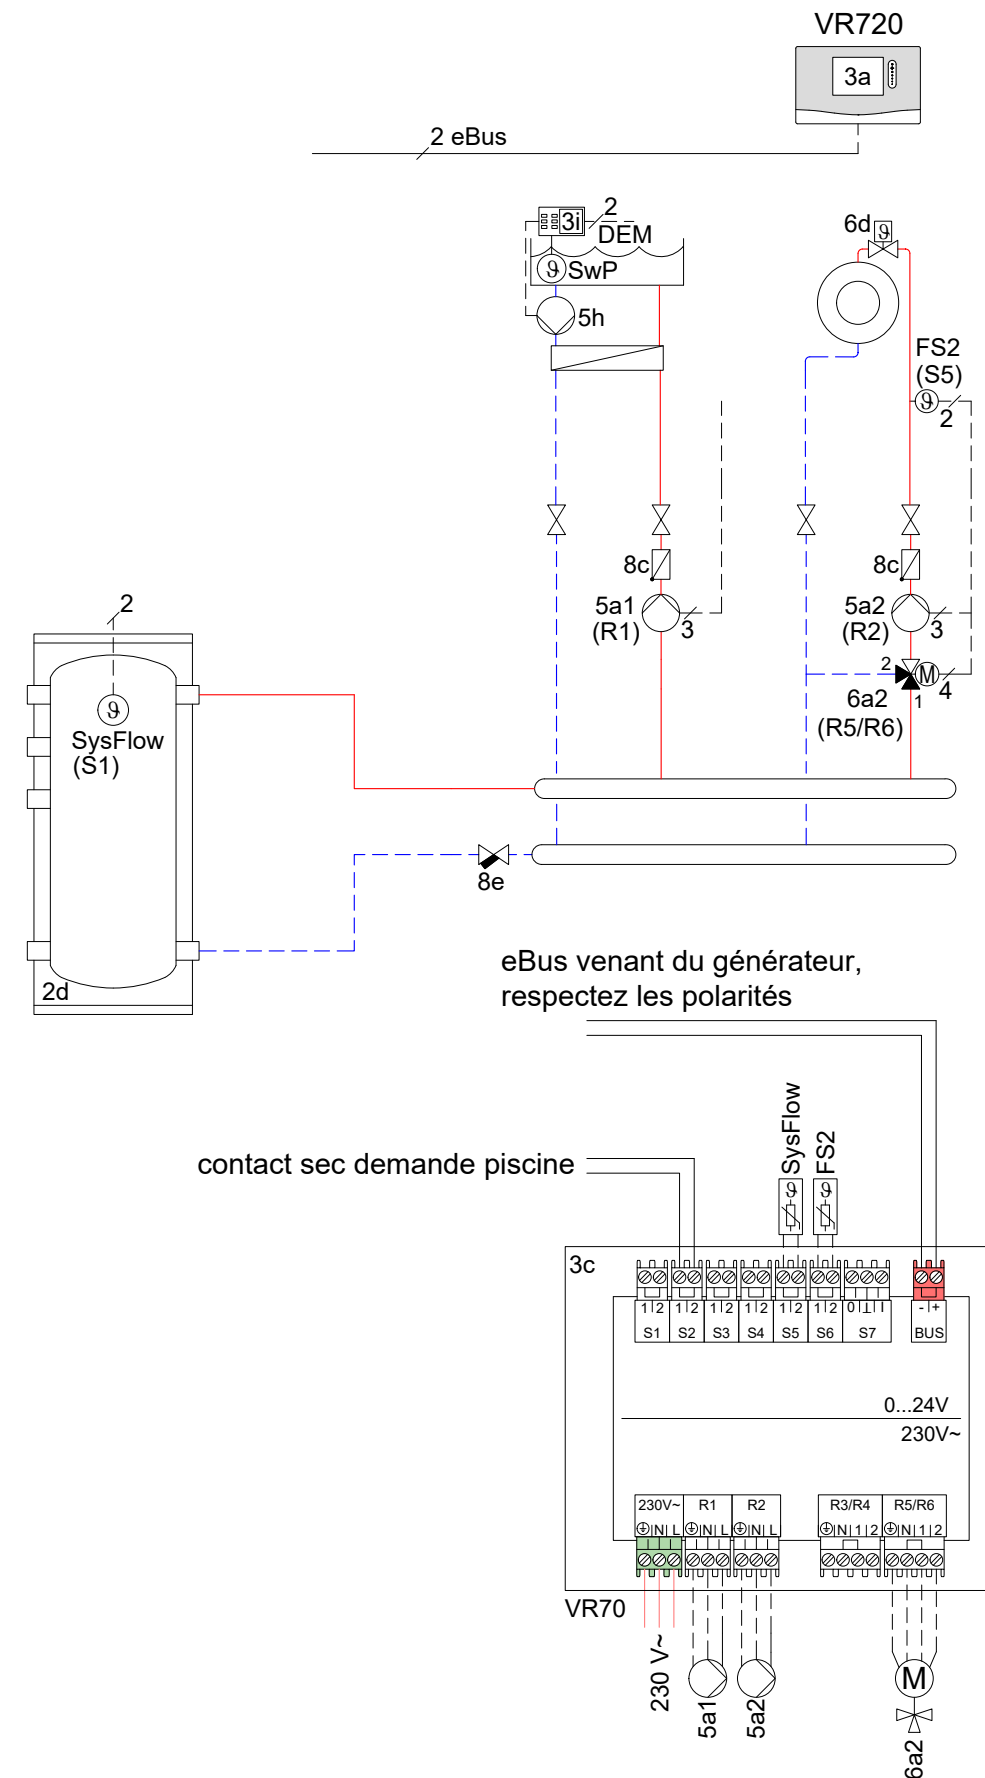 VR720
3a
2 eBus
3i
2
DEM
6d
ϑ
ϑ SwP
5h
FS2
(S5)
ϑ
2
8c
8c
5a1
(R1)
3
5a2
(R2)
3
2
M
4
1
6a2
(R5/R6)
2
ϑ
SysFlow
(S1)
8e
2d
eBus venant du générateur,
respectez les polarités
SysFlow
FS2
contact sec demande piscine
ϑ
ϑ
3c
1|2 1|2 1|2 1|2 1|2 1|2 0|⊥|I -|+
S1 S2 S3 S4 S5 S6 S7 BUS
0...24V
230V~
230V~ R1 R2 R3/R4 R5/R6
⏚|N|L ⏚|N|L ⏚|N|L ⏚|N|1|2 ⏚|N|1|2
VR70
230 V~
5a1
5a2
M
6a2